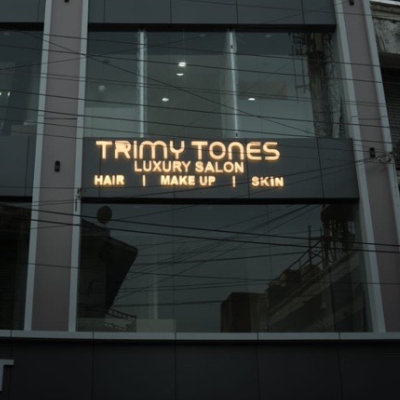 TRIMY TONES
LUXURY SALON
HAIR | MAKE UP | SKIN
T